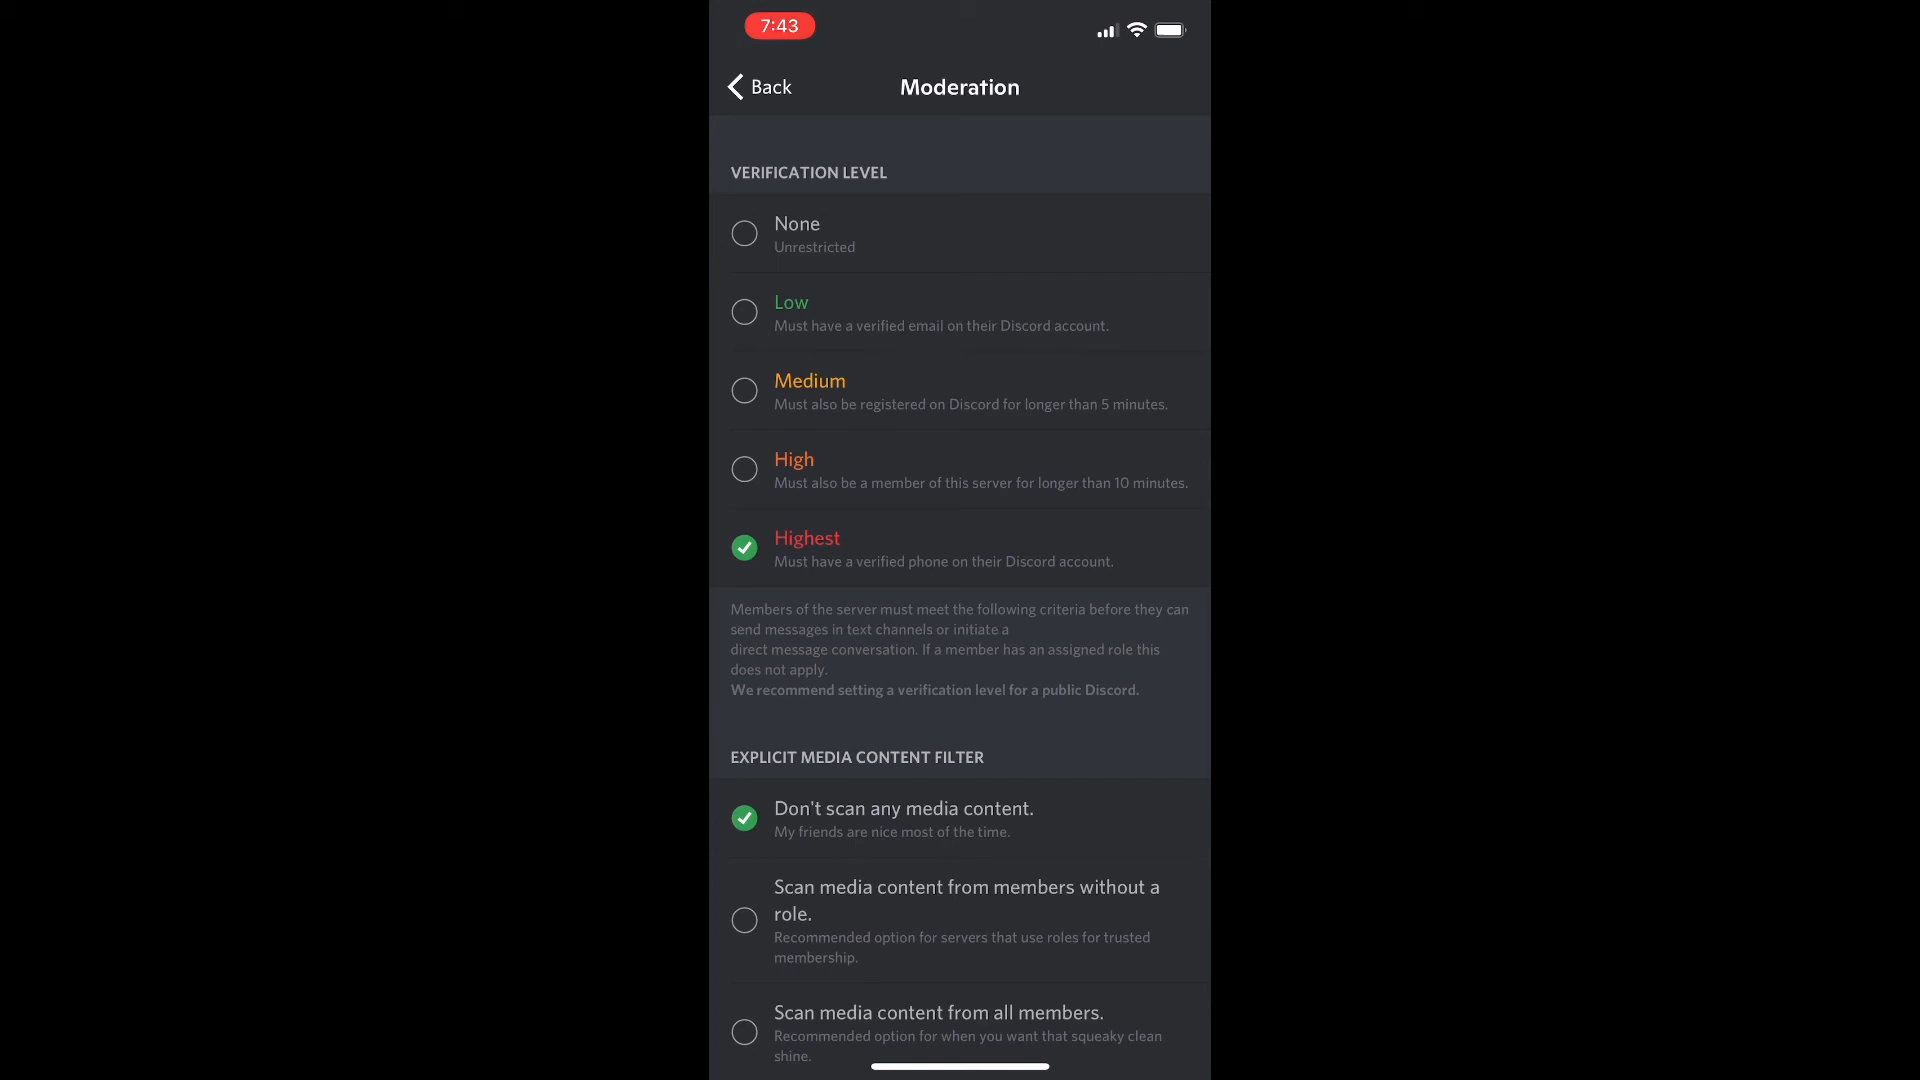 7:43
Back
Moderation
VERIFICATION LEVEL
None
Unrestricted
Low
Must have a verified email on their Discord account.
Medium
Must also be registered on Discord for longer than 5 minutes.
High
Must also be a member of this server for longer than 10 minutes.
Highest
Must have a verified phone on their Discord account.
Members of the server must meet the following criteria before they can
send messages in text channels or initiate a
direct message conversation. If a member has an assigned role this
does not apply.
We recommend setting a verification level for a public Discord.
EXPLICIT MEDIA CONTENT FILTER
Don't scan any media content.
My friends are nice most of the time.
Scan media content from members without a
role.
Recommended option for servers that use roles for trusted
membership.
Scan media content from all members.
Recommended option for when you want that squeaky clean
shine.